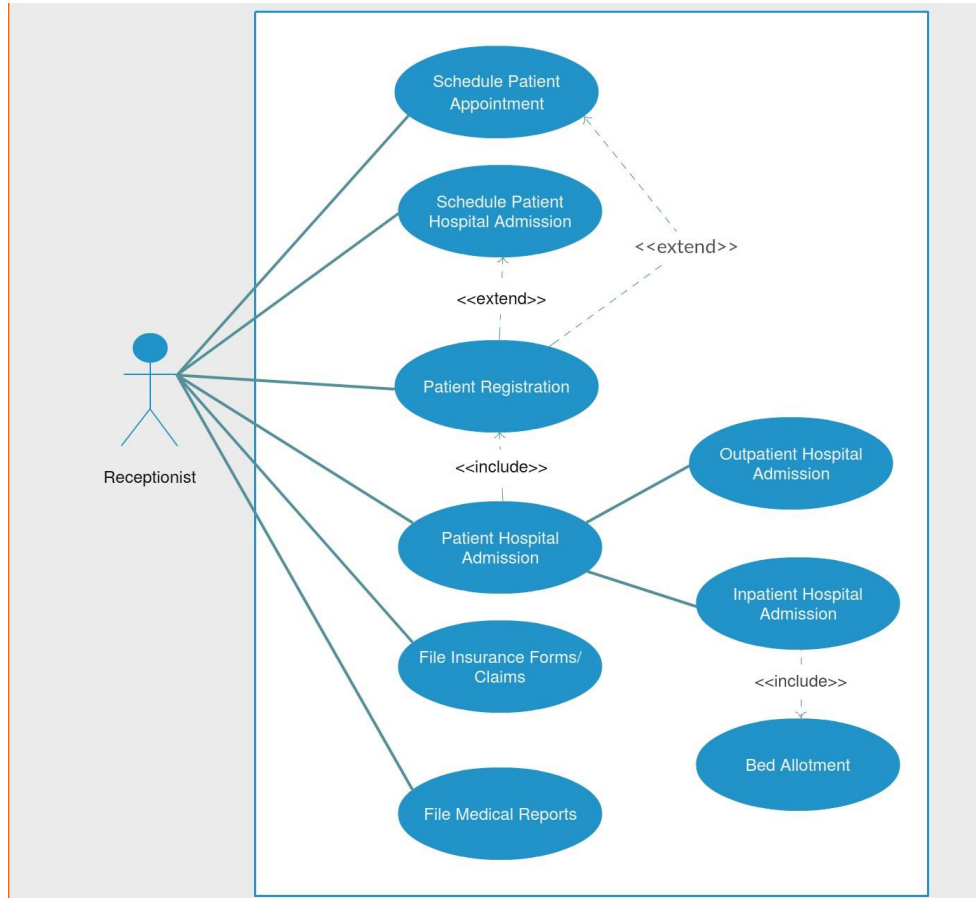 Schedule Patient
Appointment
Schedule Patient
Hospital Admission
<<extend>>
<<extend>>
Patient Registration
Receptionist
<<include>>
Outpatient Hospital
Admission
Patient Hospital
Admission
Inpatient Hospital
Admission
File Insurance Forms/
Claims
<<include>>
Bed Allotment
File Medical Reports